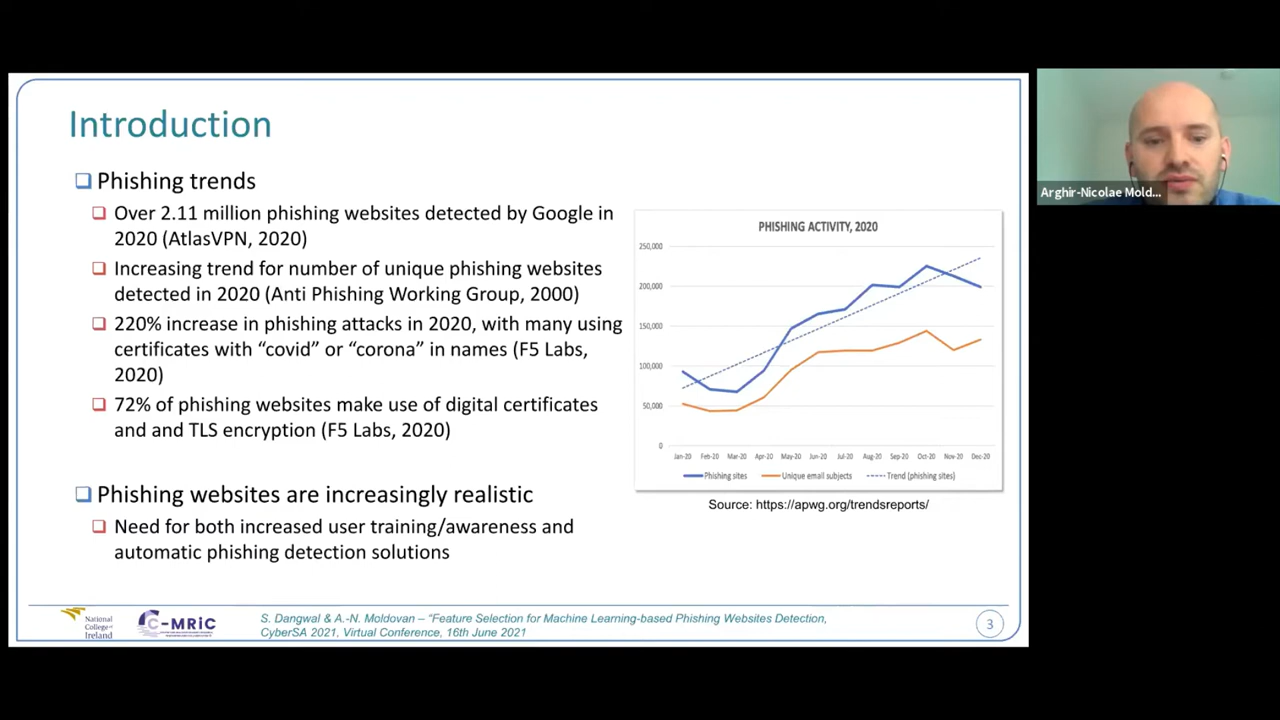 Introduction
Phishing trends
Over 2.11 million phishing websites detected by Google in
2020 (AtlasVPN, 2020)
Increasing trend for number of unique phishing websites
detected in 2020 (Anti Phishing Working Group, 2000)
220% increase in phishing attacks in 2020, with many using
certificates with “covid” or “corona” in names (F5 Labs,
2020)
72% of phishing websites make use of digital certificates
and and TLS encryption (F5 Labs, 2020)
Phishing websites are increasingly realistic
Need for both increased user training/awareness and
automatic phishing detection solutions
PHISHING ACTIVITY, 2020
250,000
200,000
150,000
100,000
50,000
0
Jan-20 Feb-20 Mar-20 Apr-20 May-20 Jun-20 Jul-20 Aug-20 Sep-20 Oct-20 Nov-20 Dec-20
Phishing sites Unique email subjects Trend (phishing sites)
Source: https://apwg.org/trendsreports/
Arghir-Nicolae Mold...
National
College of
Ireland
C-MRiC
S. Dangwal & A.-N. Moldovan – “Feature Selection for Machine Learning-based Phishing Websites Detection,
CyberSA 2021, Virtual Conference, 16th June 2021
3